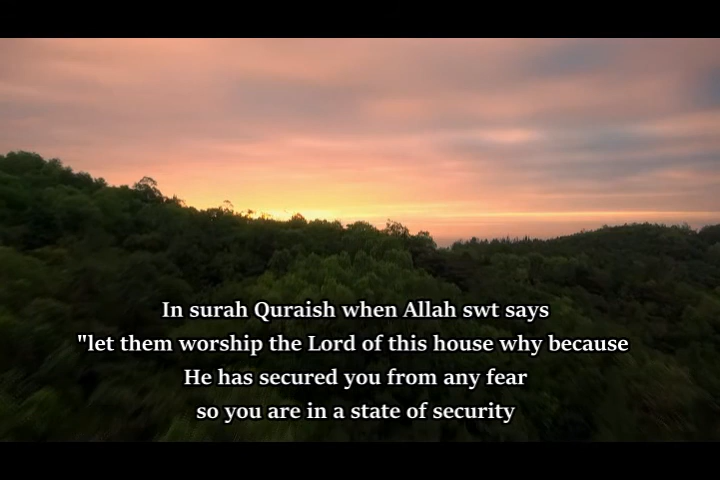 In surah Quraish when Allah swt says
"let them worship the Lord of this house why because
He has secured you from any fear
so you are in a state of security